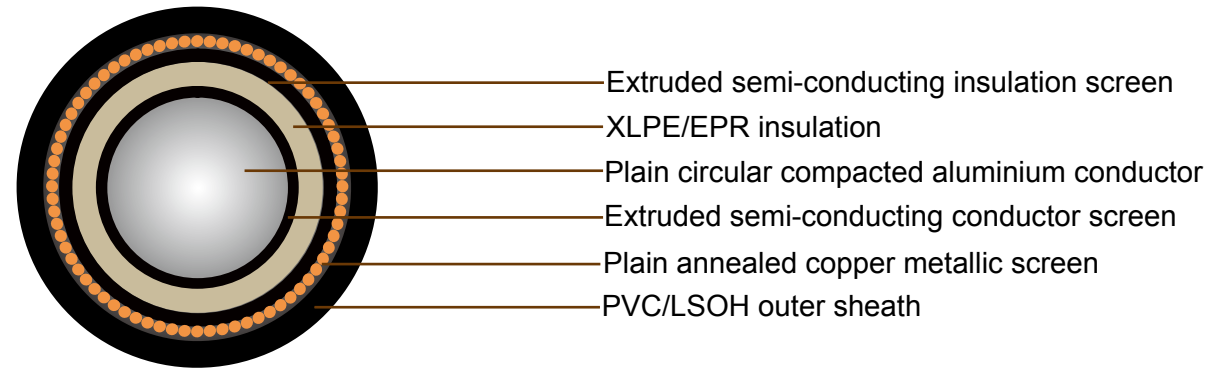 Extruded semi-conducting insulation screen
XLPE/EPR insulation
Plain circular compacted aluminium conductor
Extruded semi-conducting conductor screen
Plain annealed copper metallic screen
PVC/LSOH outer sheath